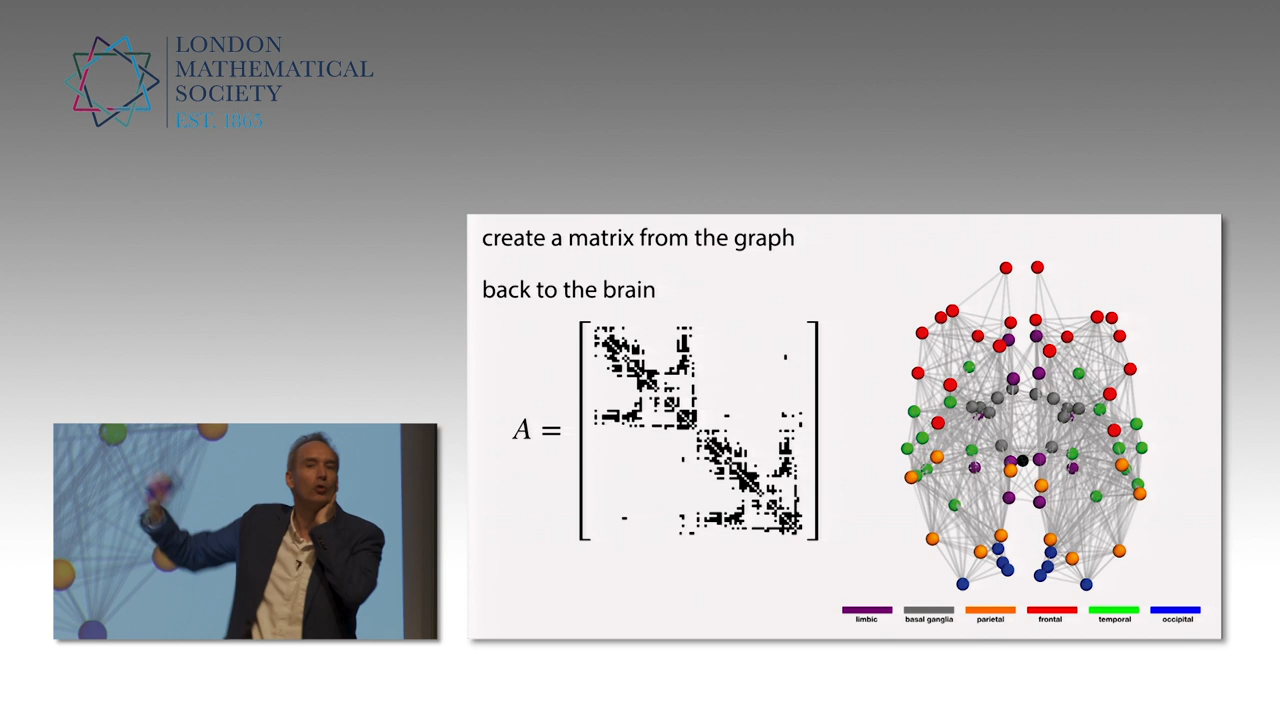 LONDON
MATHEMATICAL
SOCIETY
EST. 1865
create a matrix from the graph
back to the brain
A =
limbic
basal ganglia
parietal
frontal
temporal
occipital